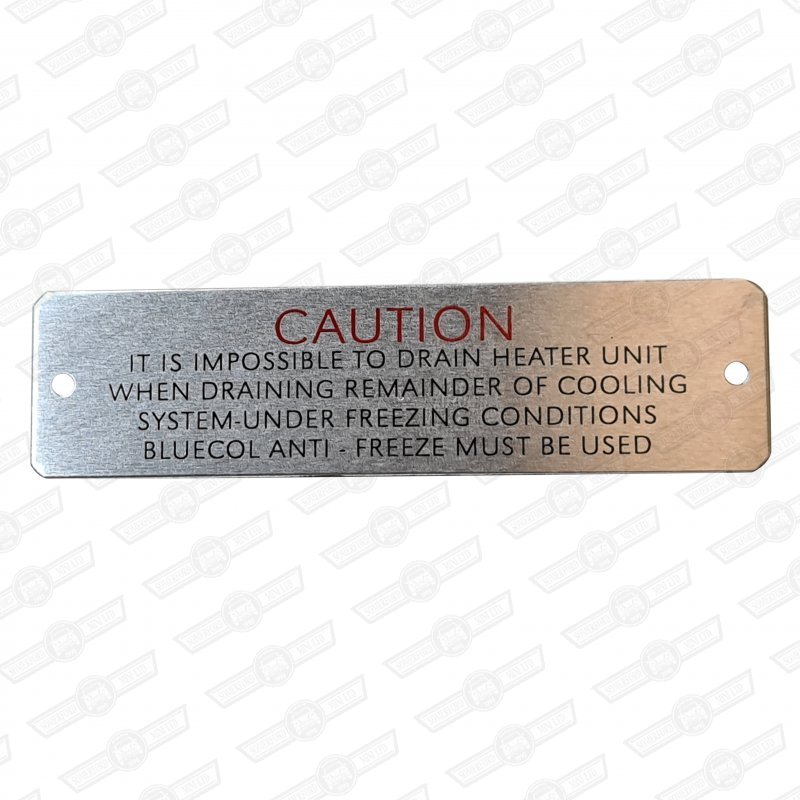 CAUTION
IT IS IMPOSSIBLE TO DRAIN HEATER UNIT
WHEN DRAINING REMAINDER OF COOLING
SYSTEM-UNDER FREEZING CONDITIONS
BLUECOL ANTI - FREEZE MUST BE USED